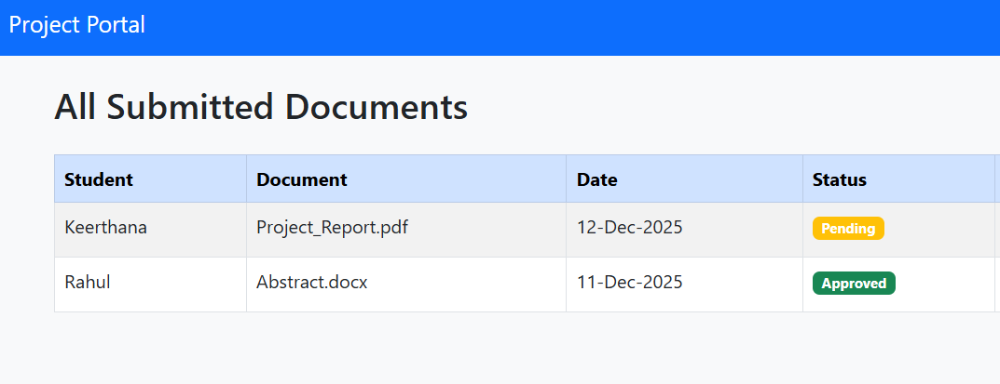 Project Portal
All Submitted Documents
Student Document Date Status
Keerthana Project_Report.pdf 12-Dec-2025 Pending
Rahul Abstract.docx 11-Dec-2025 Approved